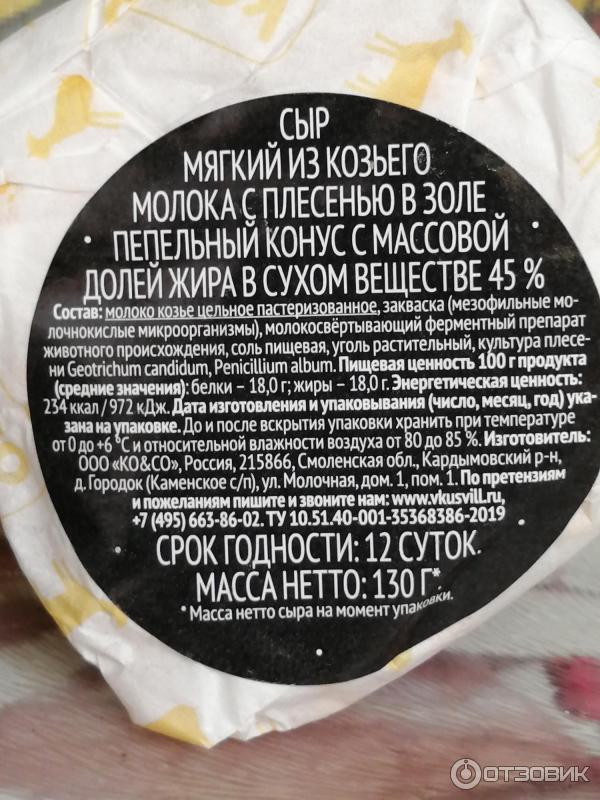 СЫР
МЯГКИЙ ИЗ КОЗЬЕГО
МОЛОКА С ПЛЕСЕНЬЮ В ЗОЛЕ
ПЕПЕЛЬНЫЙ КОНУС С МАССОВОЙ
ДОЛЕЙ ЖИРА В СУХОМ ВЕЩЕСТВЕ 45 %
Состав: молоко козье цельное пастеризованное, закваска (мезофильные мо-
лочнокислые микроорганизмы), молокосвёртывающий ферментный препарат
животного происхождения, соль пищевая, уголь растительный, культура плесе-
ни Geotrichum candidum, Penicillium album. Пищевая ценность 100 г продукта
(средние значения): белки – 18,0 г; жиры – 18,0 г. Энергетическая ценность:
234 ккал / 972 кДж. Дата изготовления и упаковывания (число, месяц, год) ука-
зана на упаковке. До и после вскрытия упаковки хранить при температуре
от 0 до +6 °С и относительной влажности воздуха от 80 до 85 %. Изготовитель:
ООО «КО&СО», Россия, 215866, Смоленская обл., Кардымовский р-н,
д. Городок (Каменское с/п), ул. Молочная, дом. 1, пом. 1. По претензиям
и пожеланиям пишите и звоните нам: www.vkusvill.ru,
+7 (495) 663-86-02. ТУ 10.51.40-001-35368386-2019
СРОК ГОДНОСТИ: 12 СУТОК.
МАССА НЕТТО: 130 Г*
* Масса нетто сыра на момент упаковки.
ОТЗОВИК